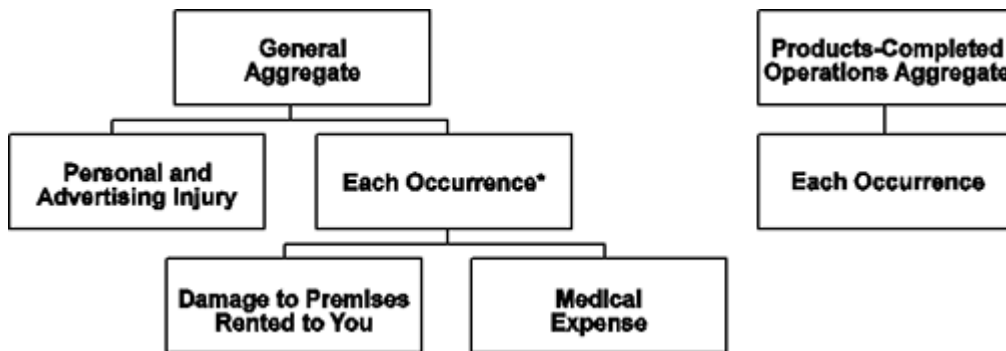 General
Aggregate
Products-Completed
Operations Aggregate
Personal and
Advertising Injury
Each Occurrence*
Each Occurrence
Damage to Premises
Rented to You
Medical
Expense